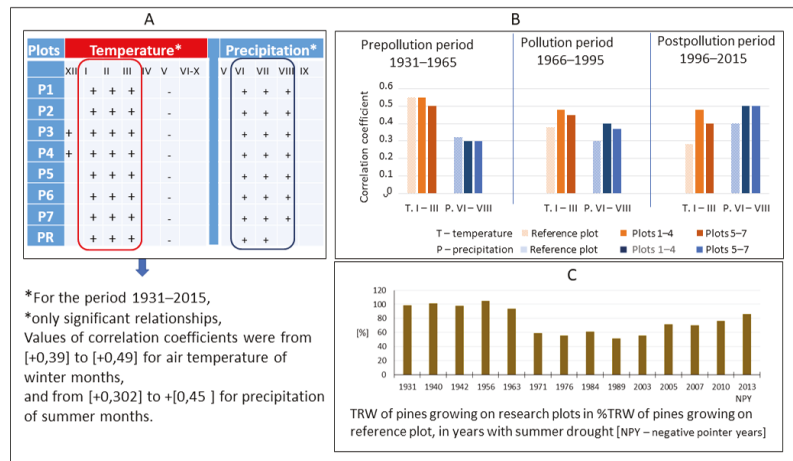 A
Plots Temperature* Precipitation*
XII I II III IV V VI-X V VI VII VIII IX
P1 + + + - + + +
P2 + + + - + + +
P3 + + + + - + + +
P4 + + + + - + + +
P5 + + + - + + +
P6 + + + - + + +
P7 + + + - + + +
PR + + + - + +
*For the period 1931–2015,
*only significant relationships,
Values of correlation coefficients were from
[+0,39] to [+0,49] for air temperature of
winter months,
and from [+0,302] to +[0,45 ] for precipitation
of summer months.
B
Prepollution period
1931–1965
Pollution period
1966–1995
Postpollution period
1996–2015
Correlation coefficient
0.6
0.5
0.4
0.3
0.2
0.1
0
T. I – III P. VI – VIII T. I – III P. VI – VIII T. I – III P. VI – VIII
T – temperature Reference plot Plots 1–4 Plots 5–7
P – precipitation Reference plot Plots 1–4 Plots 5–7
C
[%]
120
100
80
60
40
20
0
1931 1940 1942 1956 1963 1971 1976 1984 1989 2003 2005 2007 2010 2013
NPY
TRW of pines growing on research plots in %TRW of pines growing on
reference plot, in years with summer drought [NPY – negative pointer years]